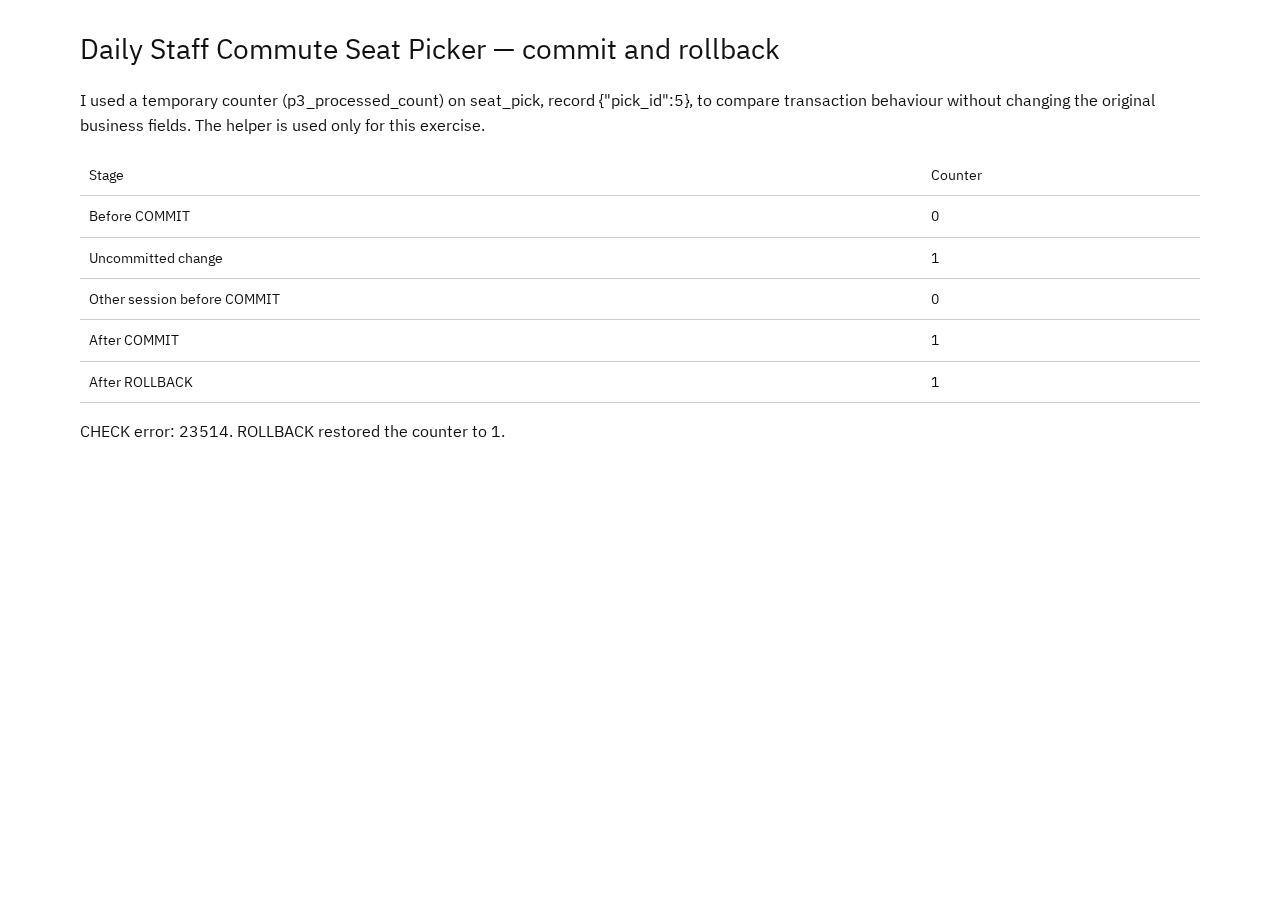 Daily Staff Commute Seat Picker — commit and rollback
I used a temporary counter (p3_processed_count) on seat_pick, record {"pick_id":5}, to compare transaction behaviour without changing the original
business fields. The helper is used only for this exercise.
Stage Counter
Before COMMIT 0
Uncommitted change 1
Other session before COMMIT 0
After COMMIT 1
After ROLLBACK 1
CHECK error: 23514. ROLLBACK restored the counter to 1.